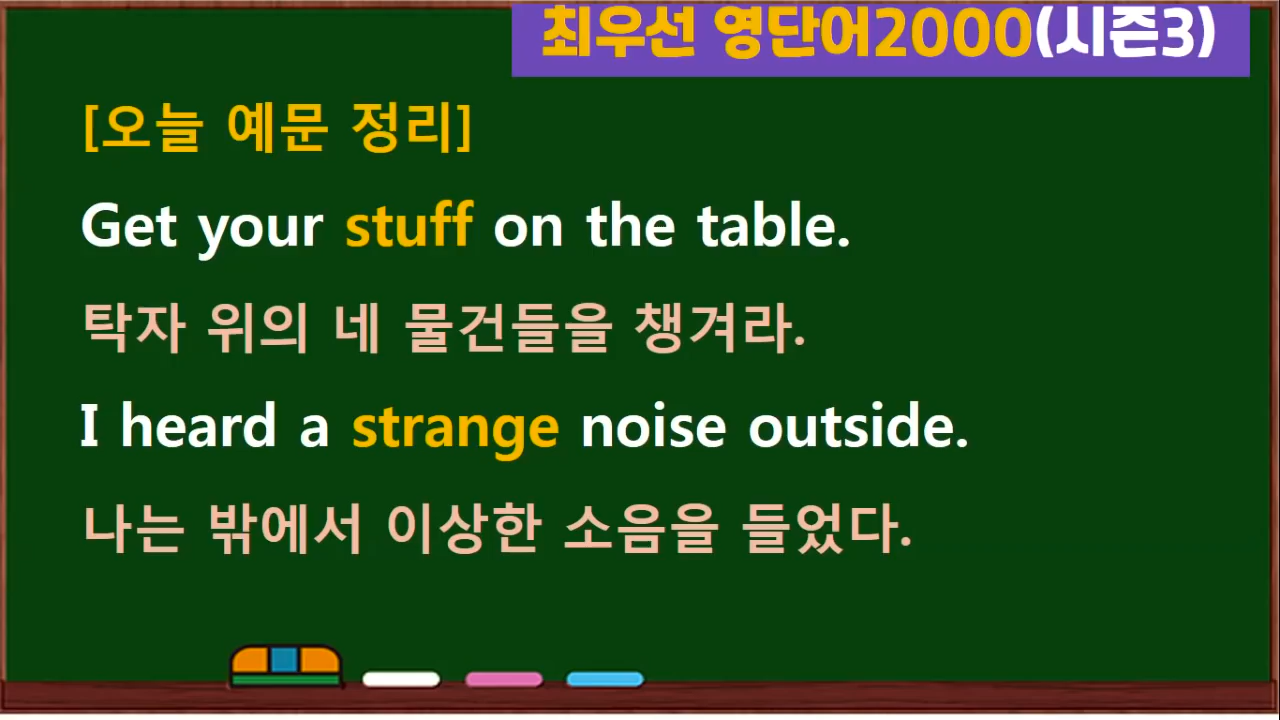 최우선 영단어2000(시즌3)
[오늘 예문 정리]
Get your stuff on the table.
탁자 위의 네 물건들을 챙겨라.
I heard a strange noise outside.
나는 밖에서 이상한 소음을 들었다.